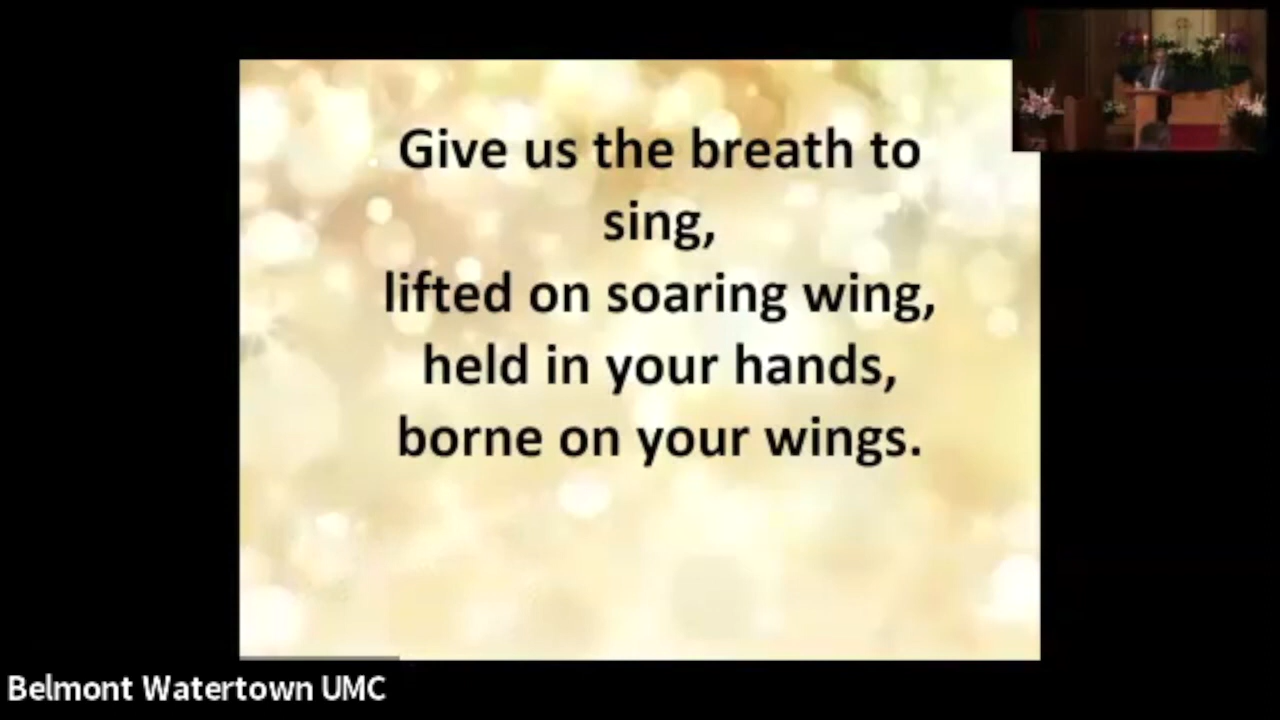 Give us the breath to
sing,
lifted on soaring wing,
held in your hands,
borne on your wings.
Belmont Watertown UMC